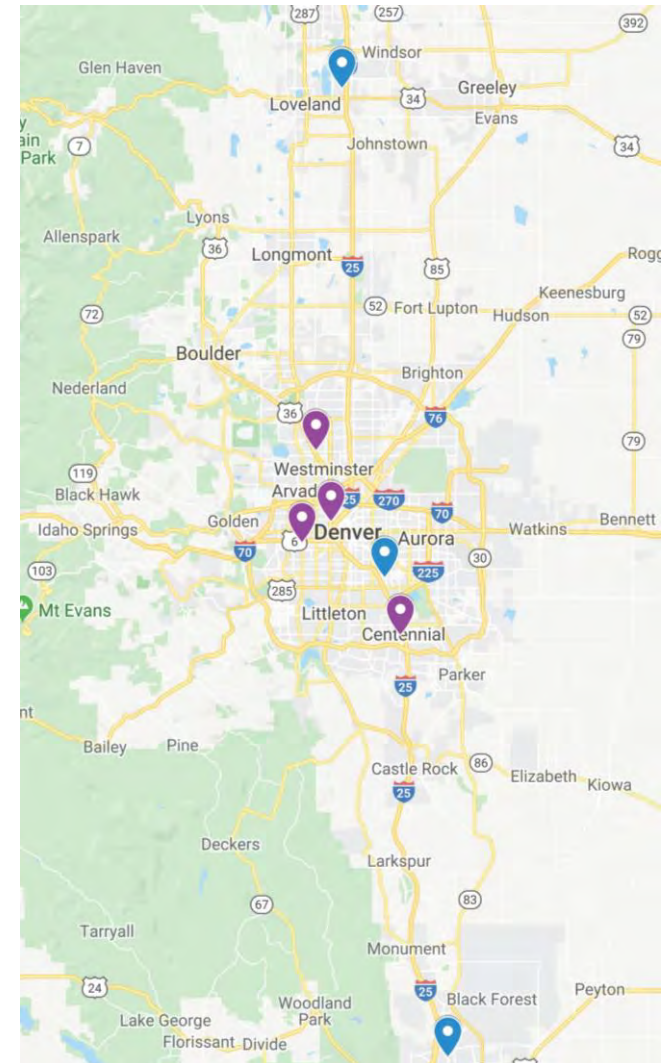 287
257
392
Windsor
Glen Haven
Loveland
34
Greeley
Evans
7
Park
Johnstown
34
Lyons
Allenspark
36
Longmont
25
85
Rogg
Keenesburg
72
52
Fort Lupton
Hudson
52
79
Boulder
Nederland
Brighton
36
76
79
119
Westminster
Black Hawk
Arvad
25
270
70
Golden
Idaho Springs
6
Denver
Aurora
Watkins
Bennett
70
30
103
225
285
Mt Evans
Littleton
Centennial
Parker
25
nt
Bailey
Pine
86
Castle Rock
Elizabeth
Kiowa
25
Deckers
Larkspur
67
83
Tarryall
Monument
24
25
Black Forest
Peyton
Woodland
Park
Lake George
Florissant
Divide